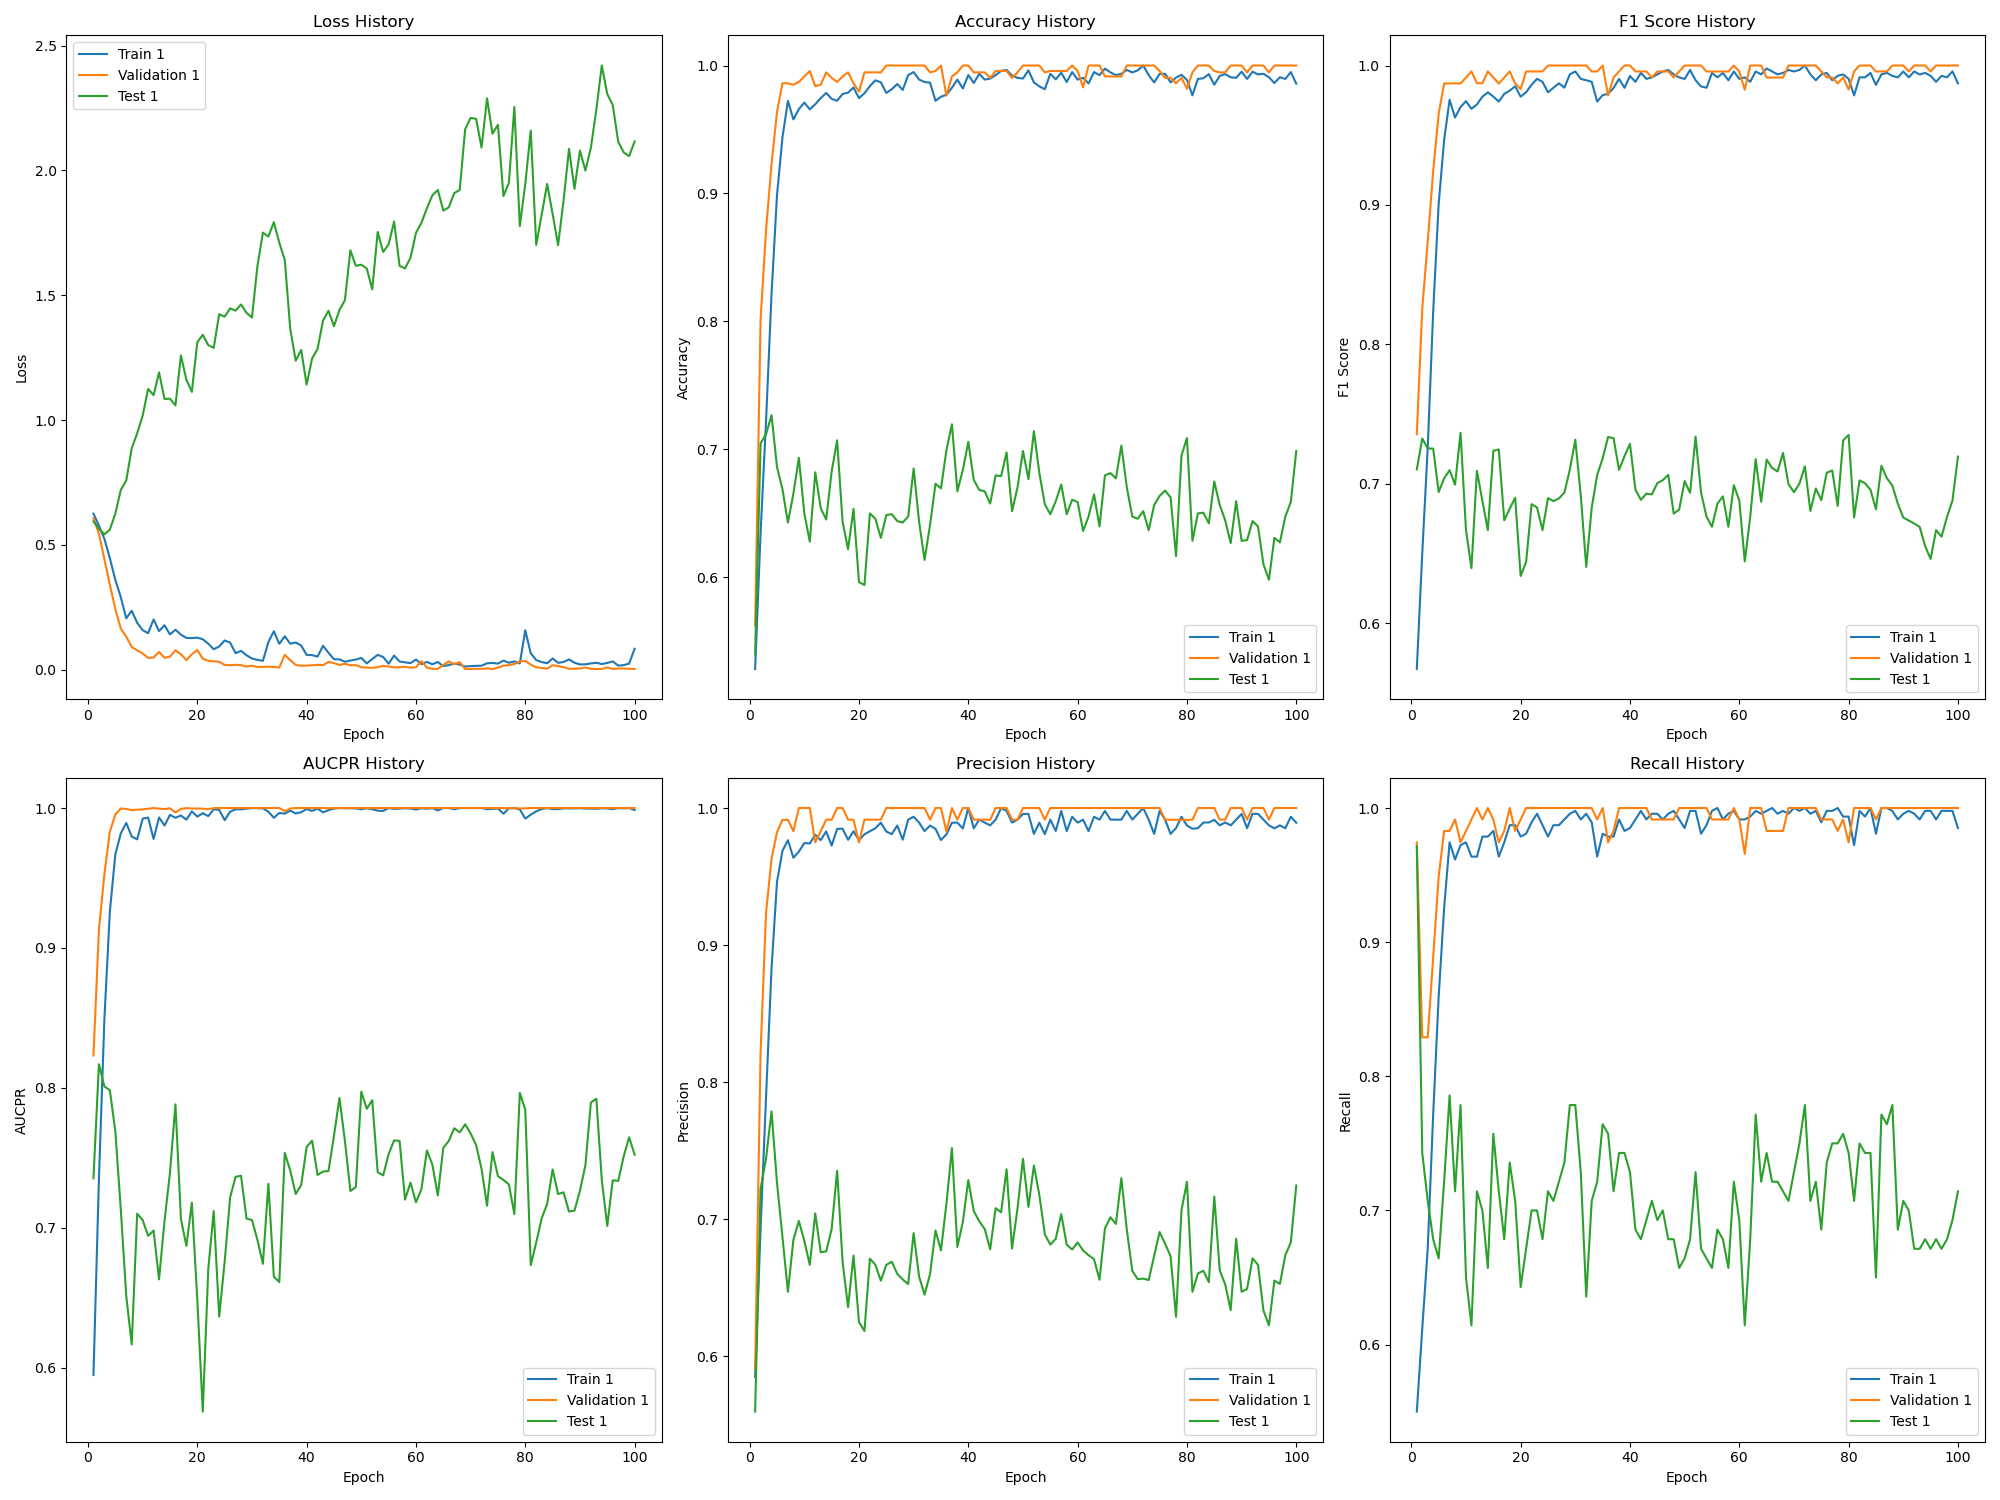 Loss History
Loss
2.5
2.0
1.5
1.0
0.5
0.0
Train 1
Validation 1
Test 1
0 20 40 60 80 100
Epoch
Accuracy History
Accuracy
1.0
0.9
0.8
0.7
0.6
Train 1
Validation 1
Test 1
0 20 40 60 80 100
Epoch
F1 Score History
F1 Score
1.0
0.9
0.8
0.7
0.6
Train 1
Validation 1
Test 1
0 20 40 60 80 100
Epoch
AUCPR History
AUCPR
1.0
0.9
0.8
0.7
0.6
Train 1
Validation 1
Test 1
0 20 40 60 80 100
Epoch
Precision History
Precision
1.0
0.9
0.8
0.7
0.6
Train 1
Validation 1
Test 1
0 20 40 60 80 100
Epoch
Recall History
Recall
1.0
0.9
0.8
0.7
0.6
Train 1
Validation 1
Test 1
0 20 40 60 80 100
Epoch